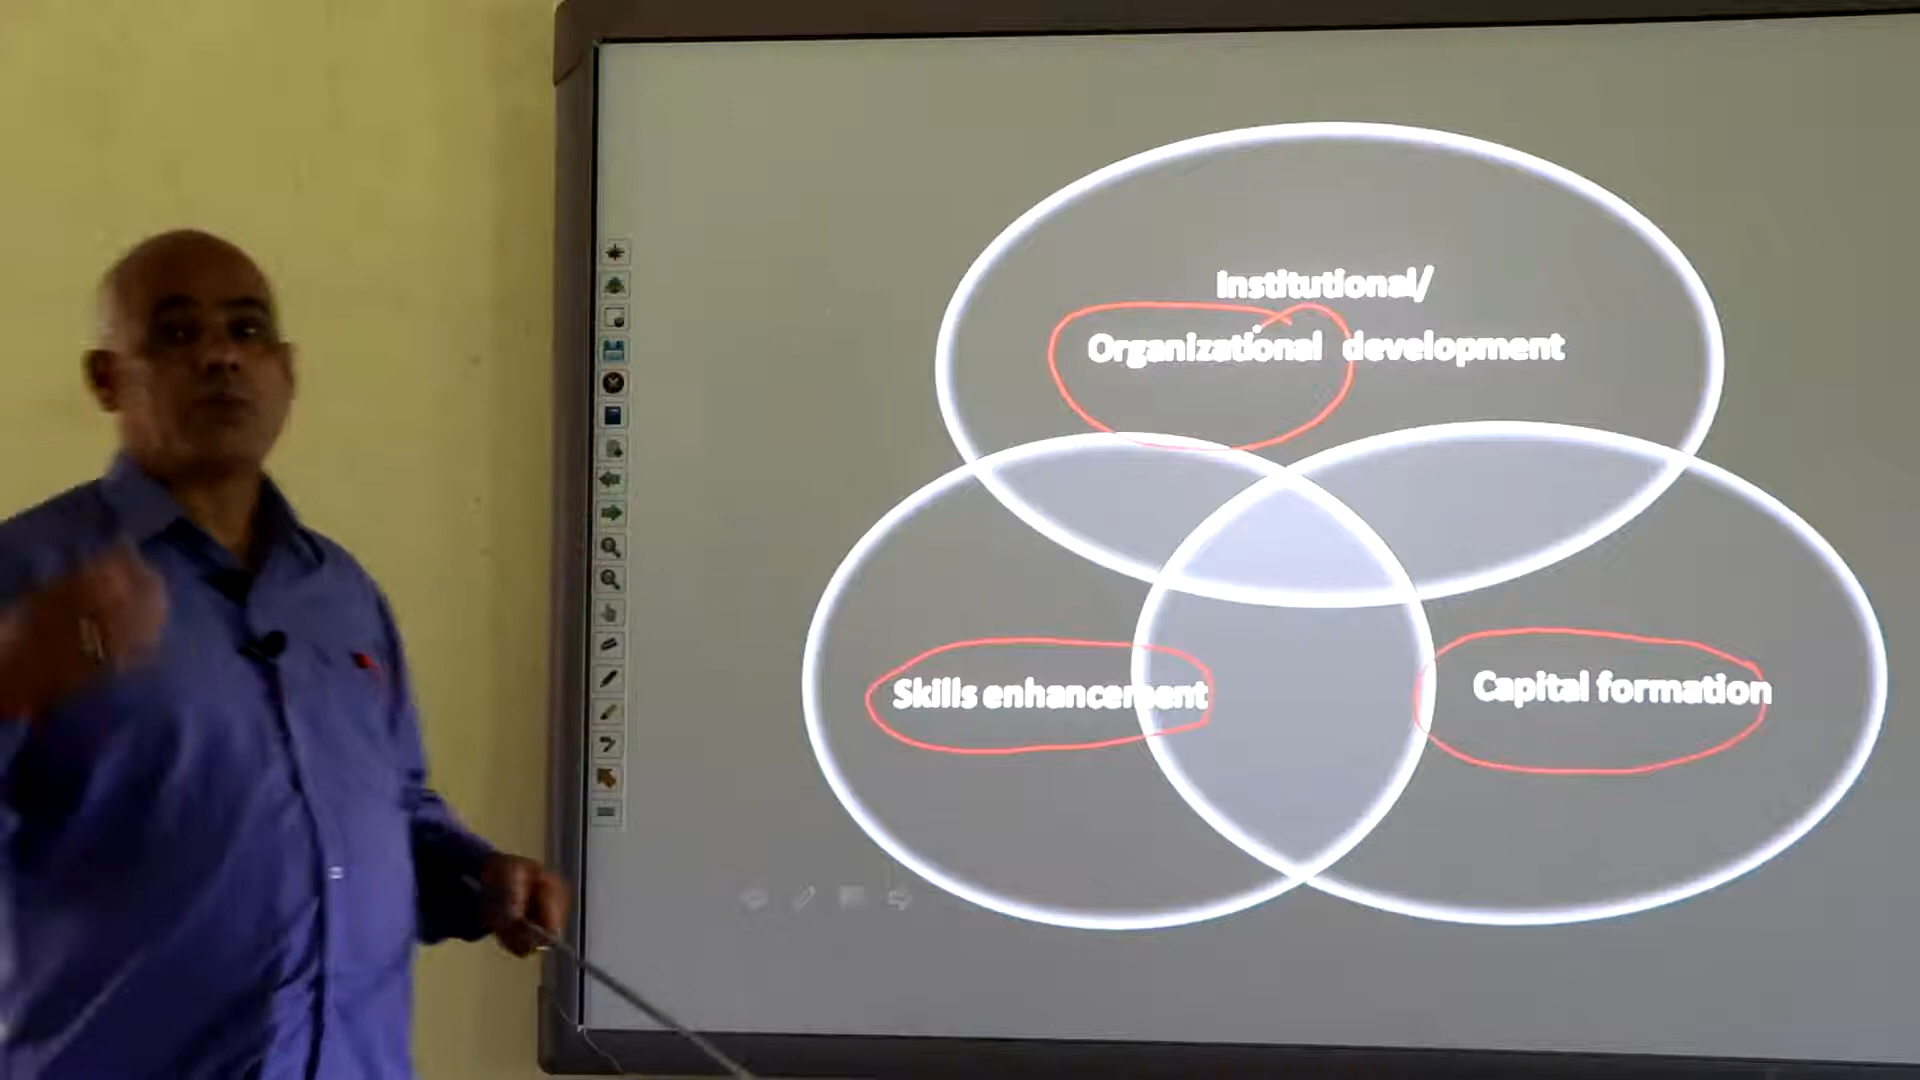 Institutional/
Organizational development
Skills enhancement
Capital formation